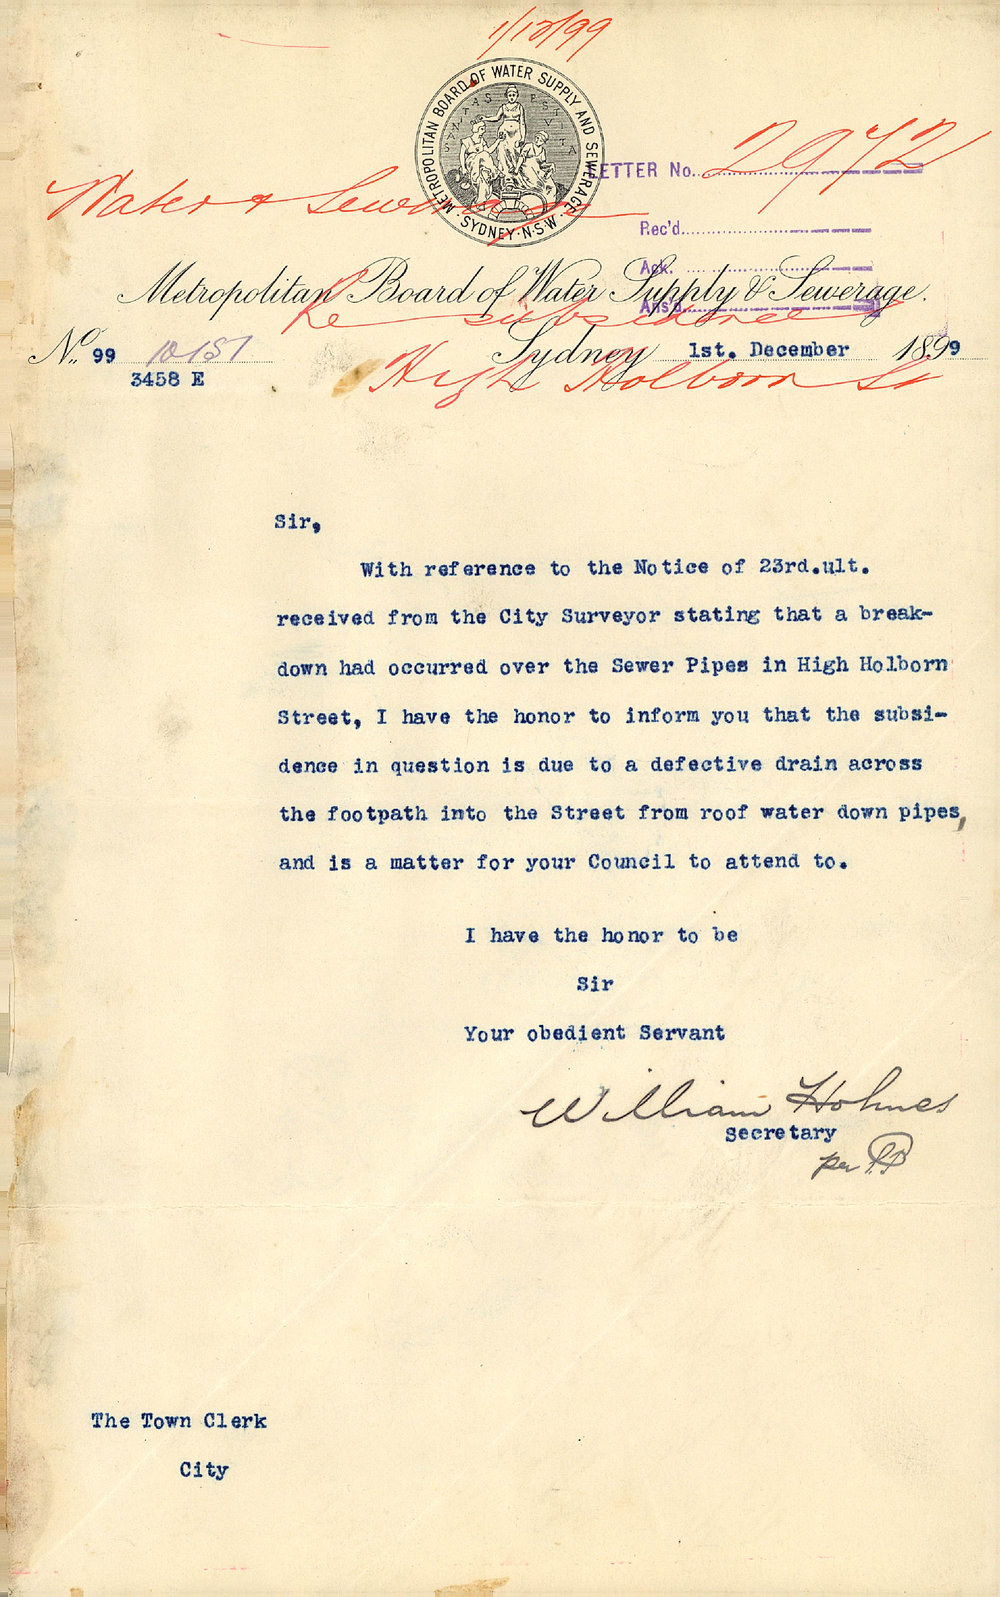 1/12/99
METROPOLITAN BOARD OF WATER SUPPLY AND SEWERAGE
SYDNEY · N·S·W ·
SANITAS PER AQUA
LETTER No. 2972
Water & Sewerage
Rec'd
Ack.
Metropolitan Board of Water Supply & Sewerage.
Ans'd
Re subsidence
No. 99 10151
Sydney 1st. December 1899
3458 E
High Holborn St
Sir,
With reference to the Notice of 23rd.ult.
received from the City Surveyor stating that a break-
down had occurred over the Sewer Pipes in High Holborn
Street, I have the honor to inform you that the subsi-
dence in question is due to a defective drain across
the footpath into the Street from roof water down pipes,
and is a matter for your Council to attend to.
I have the honor to be
Sir
Your obedient Servant
William Holmes
Secretary
per
The Town Clerk
City